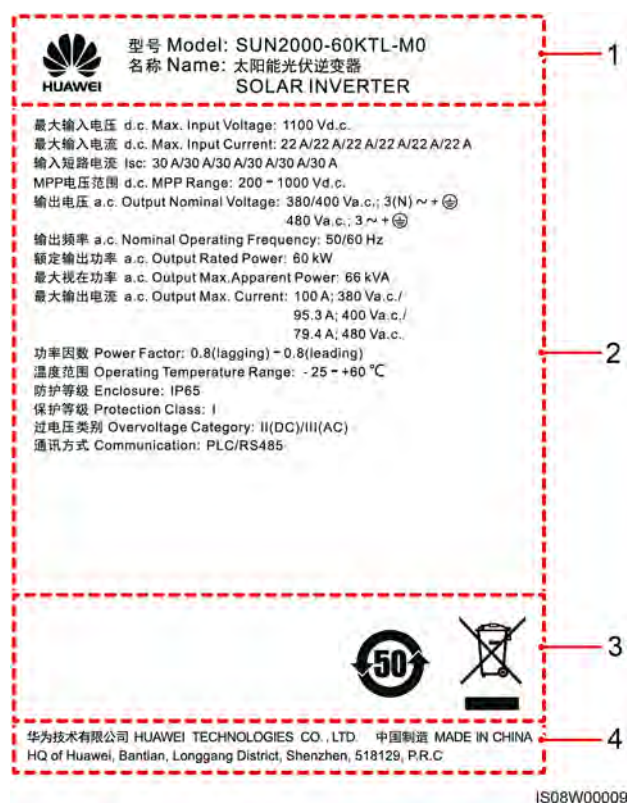 型号 Model: SUN2000-60KTL-M0
名称 Name: 太阳能光伏逆变器
SOLAR INVERTER
HUAWEI
1
最大输入电压 d.c. Max. Input Voltage: 1100 Vd.c.
最大输入电流 d.c. Max. Input Current: 22 A/22 A/22 A/22 A/22 A/22 A
输入短路电流 Isc: 30 A/30 A/30 A/30 A/30 A/30 A
MPP电压范围 d.c. MPP Range: 200 - 1000 Vd.c.
输出电压 a.c. Output Nominal Voltage: 380/400 Va.c.; 3(N) ~ + ⏚
480 Va.c.; 3 ~ + ⏚
输出频率 a.c. Nominal Operating Frequency: 50/60 Hz
额定输出功率 a.c. Output Rated Power: 60 kW
最大视在功率 a.c. Output Max.Apparent Power: 66 kVA
最大输出电流 a.c. Output Max. Current: 100 A; 380 Va.c./
95.3 A; 400 Va.c./
79.4 A; 480 Va.c.
功率因数 Power Factor: 0.8(lagging) - 0.8(leading)
温度范围 Operating Temperature Range: - 25 - +60 ℃
防护等级 Enclosure: IP65
保护等级 Protection Class: I
过电压类别 Overvoltage Category: II(DC)/III(AC)
通讯方式 Communication: PLC/RS485
2
50
3
华为技术有限公司 HUAWEI TECHNOLOGIES CO., LTD. 中国制造 MADE IN CHINA
HQ of Huawei, Bantian, Longgang District, Shenzhen, 518129, P.R.C
4
IS08W00009